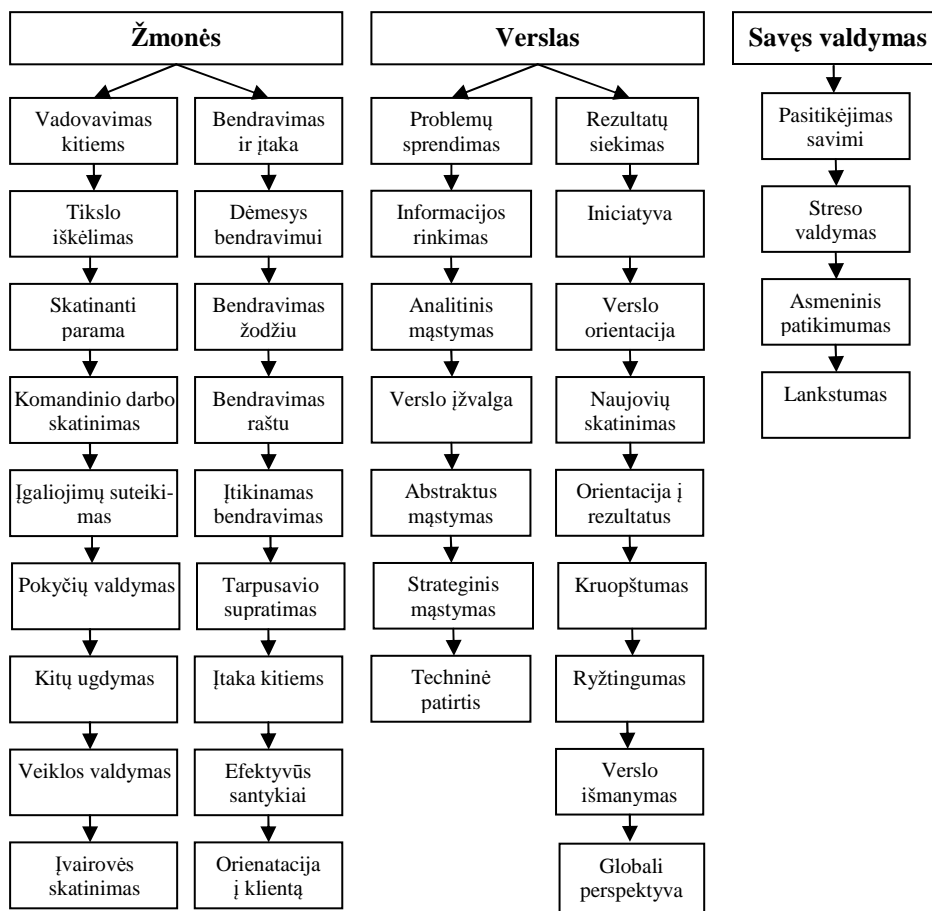 Žmonės
Vadovavimas
kitiems
Tikslo
iškėlimas
Skatinanti
parama
Komandinio darbo
skatinimas
Įgaliojimų suteiki-
mas
Pokyčių valdymas
Kitų ugdymas
Veiklos valdymas
Įvairovės
skatinimas
Bendravimas
ir įtaka
Dėmesys
bendravimui
Bendravimas
žodžiu
Bendravimas
raštu
Įtikinamas
bendravimas
Tarpusavio
supratimas
Įtaka kitiems
Efektyvūs
santykiai
Orienatacija
į klientą
Verslas
Problemų
sprendimas
Informacijos
rinkimas
Analitinis
mąstymas
Verslo įžvalga
Abstraktus
mąstymas
Strateginis
mąstymas
Techninė
patirtis
Rezultatų
siekimas
Iniciatyva
Verslo
orientacija
Naujovių
skatinimas
Orientacija į
rezultatus
Kruopštumas
Ryžtingumas
Verslo
išmanymas
Globali
perspektyva
Savęs valdymas
Pasitikėjimas
savimi
Streso
valdymas
Asmeninis
patikimumas
Lankstumas